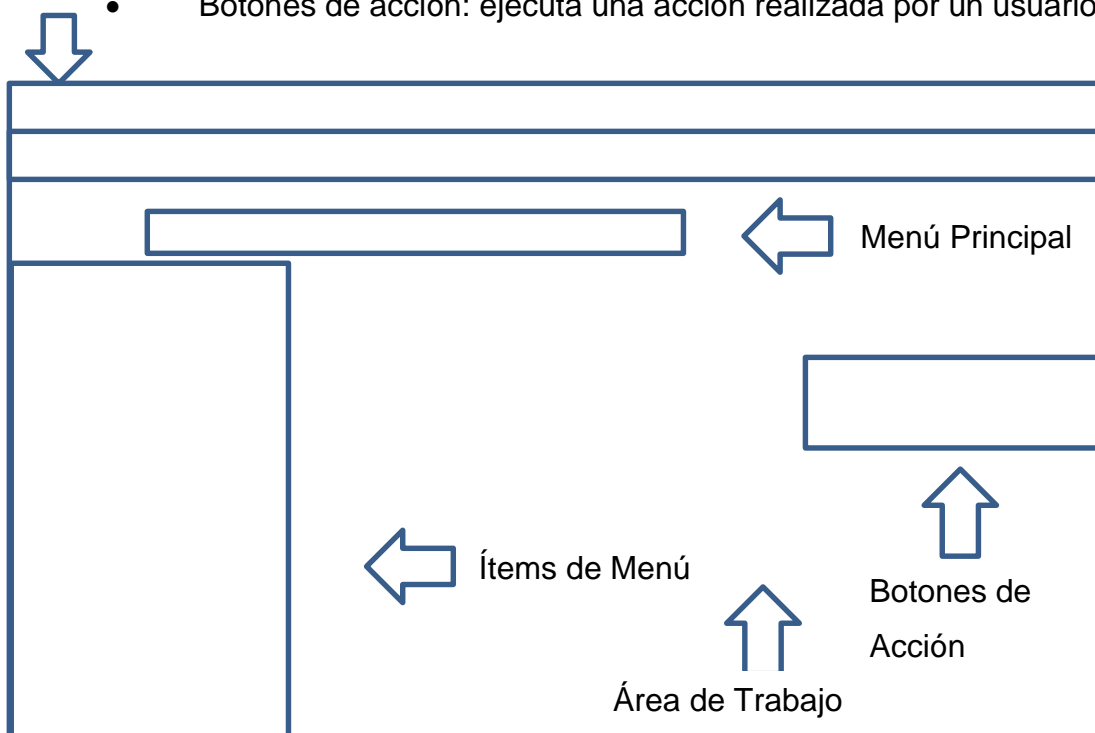 • Botones de acción: ejecuta una acción realizada por un usuario
Menú Principal
Ítems de Menú
Botones de
Acción
Área de Trabajo